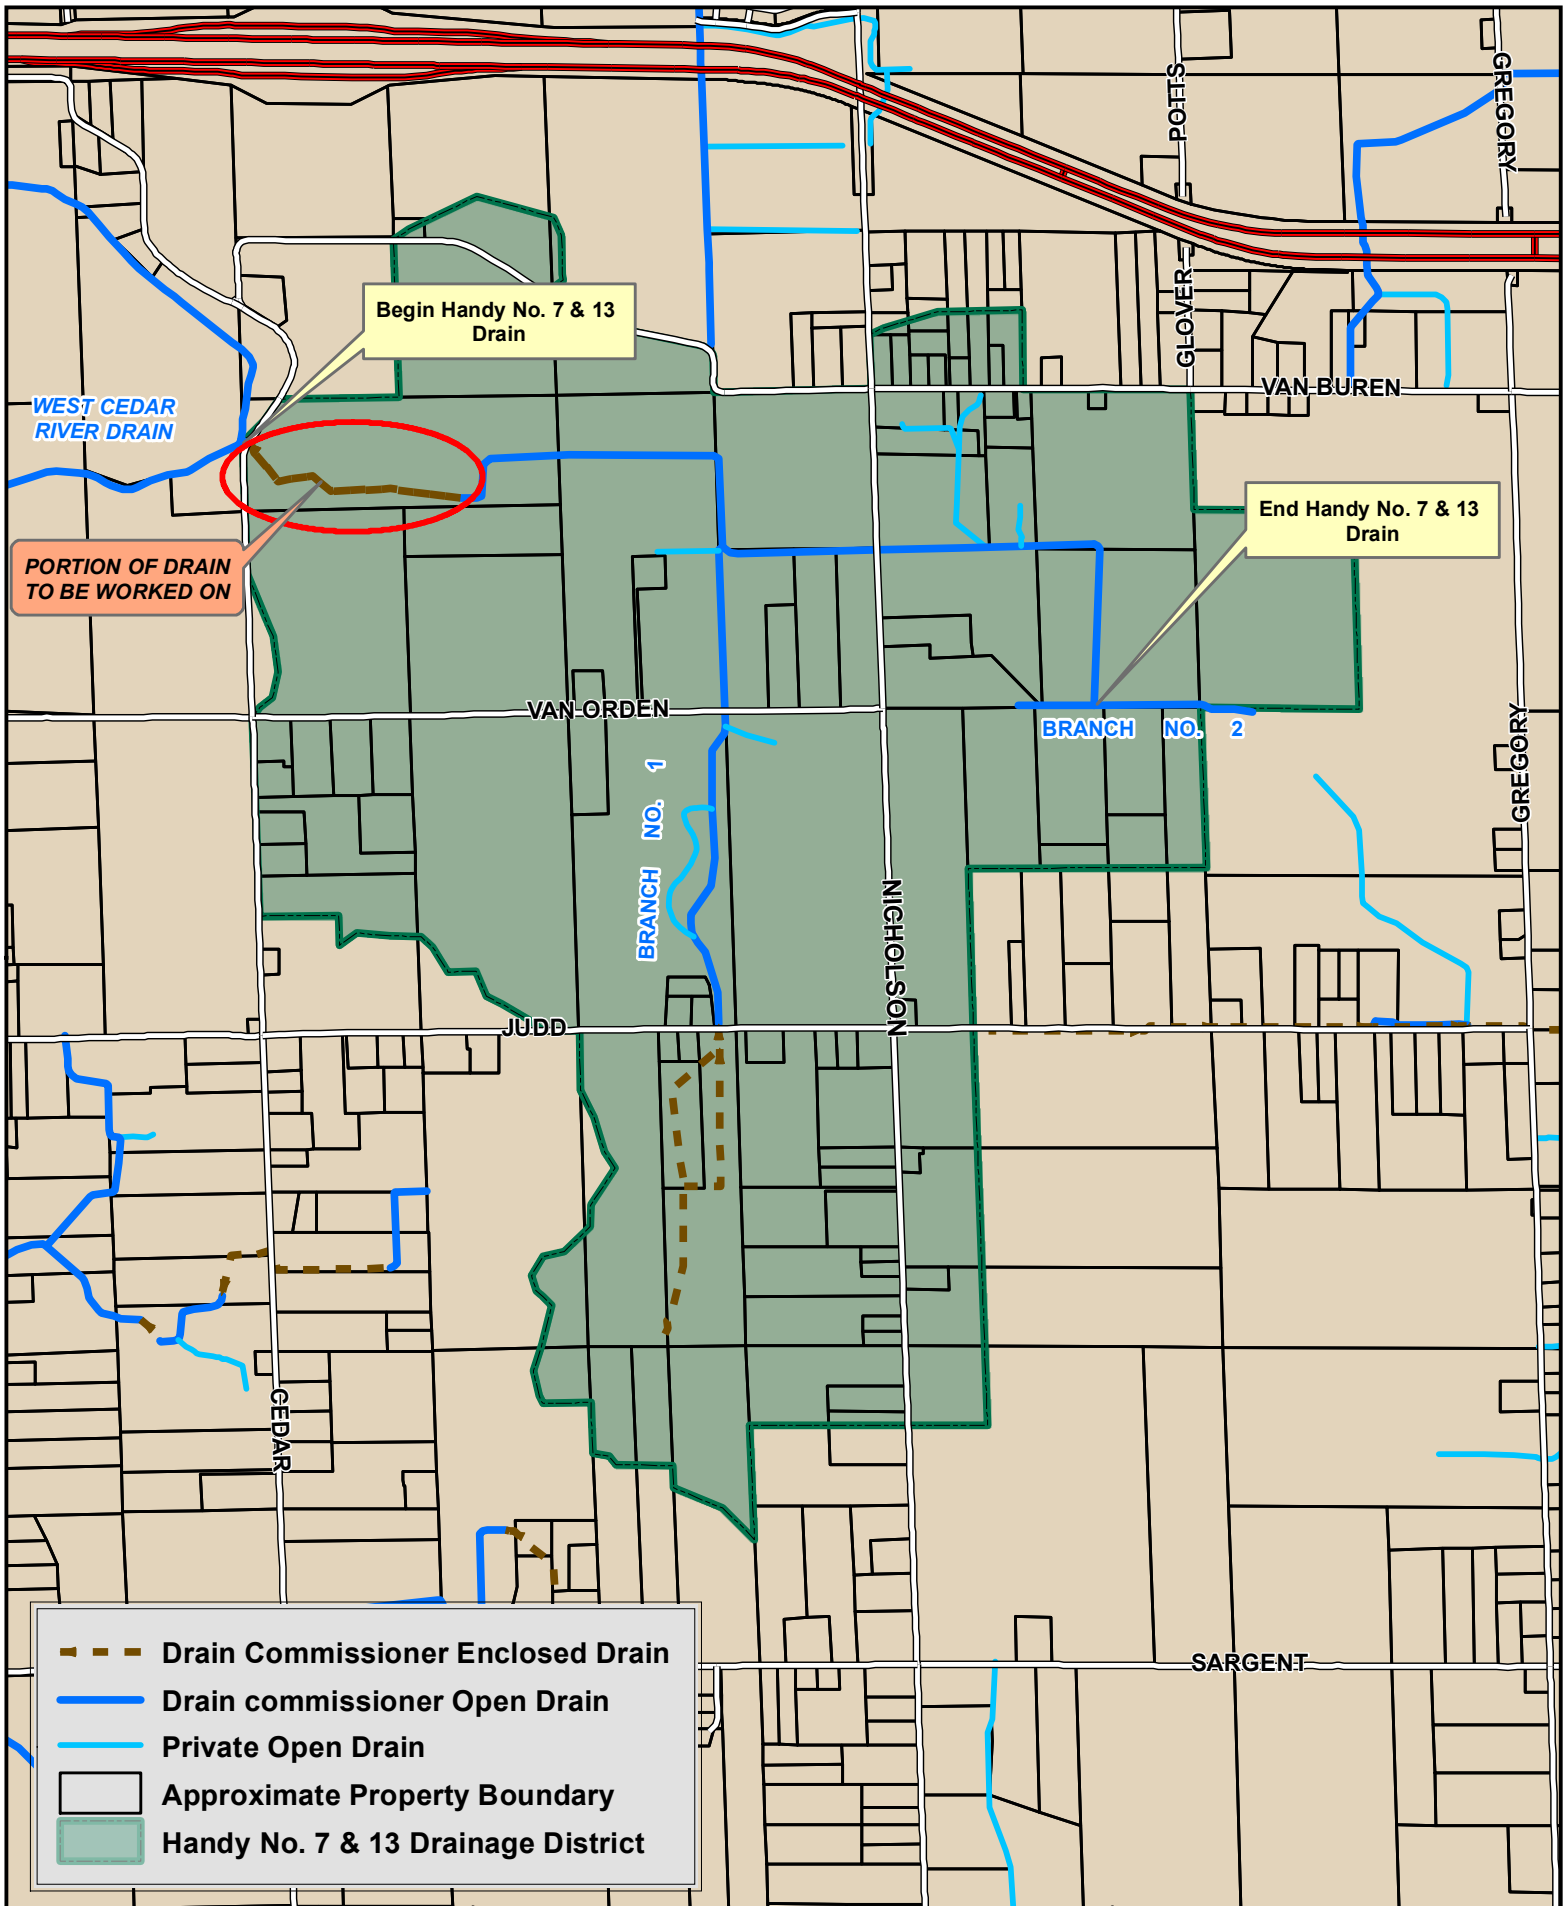 POTTS
GREGORY
GLOVER
Begin Handy No. 7 & 13
Drain
VAN BUREN
WEST CEDAR
RIVER DRAIN
End Handy No. 7 & 13
Drain
PORTION OF DRAIN
TO BE WORKED ON
VAN ORDEN
BRANCH NO. 2
BRANCH NO. 1
GREGORY
NICHOLSON
JUDD
CEDAR
SARGENT
Drain Commissioner Enclosed Drain
Drain commissioner Open Drain
Private Open Drain
Approximate Property Boundary
Handy No. 7 & 13 Drainage District